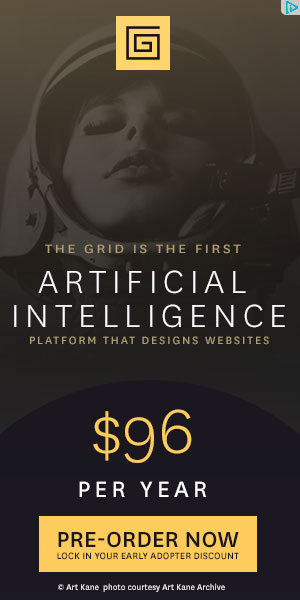 THE GRID IS THE FIRST
ARTIFICIAL
INTELLIGENCE
PLATFORM THAT DESIGNS WEBSITES
$96
PER YEAR
PRE-ORDER NOW
LOCK IN YOUR EARLY ADOPTER DISCOUNT
© Art Kane photo courtesy Art Kane Archive